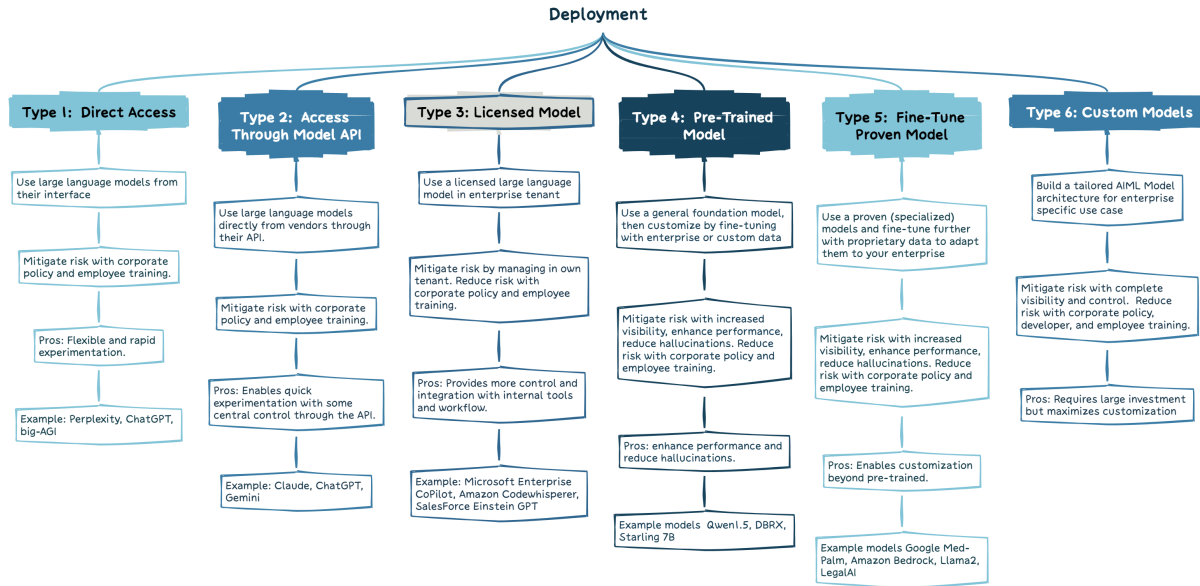 Deployment
Type 1: Direct Access
Use large language models from
their interface
Mitigate risk with corporate
policy and employee training.
Pros: Flexible and rapid
experimentation.
Example: Perplexity, ChatGPT,
big-AGI
Type 2: Access
Through Model API
Use large language models
directly from vendors through
their API.
Mitigate risk with corporate
policy and employee training.
Pros: Enables quick
experimentation with some
central control through the API.
Example: Claude, ChatGPT,
Gemini
Type 3: Licensed Model
Use a licensed large language
model in enterprise tenant
Mitigate risk by managing in own
tenant. Reduce risk with
corporate policy and employee
training.
Pros: Provides more control and
integration with internal tools
and workflow.
Example: Microsoft Enterprise
CoPilot, Amazon Codewhisperer,
SalesForce Einstein GPT
Type 4: Pre-Trained
Model
Use a general foundation model,
then customize by fine-tuning
with enterprise or custom data
Mitigate risk with increased
visibility, enhance performance,
reduce hallucinations. Reduce
risk with corporate policy and
employee training.
Pros: enhance performance and
reduce hallucinations.
Example models Qwen1.5, DBRX,
Starling 7B
Type 5: Fine-Tune
Proven Model
Use a proven (specialized)
models and fine-tune further
with proprietary data to adapt
them to your enterprise
Mitigate risk with increased
visibility, enhance performance,
reduce hallucinations. Reduce
risk with corporate policy and
employee training.
Pros: Enables customization
beyond pre-trained.
Example models Google Med-
Palm, Amazon Bedrock, Llama2,
LegalAI
Type 6: Custom Models
Build a tailored AIML Model
architecture for enterprise
specific use case
Mitigate risk with complete
visibility and control. Reduce
risk with corporate policy,
developer, and employee training.
Pros: Requires large investment
but maximizes customization